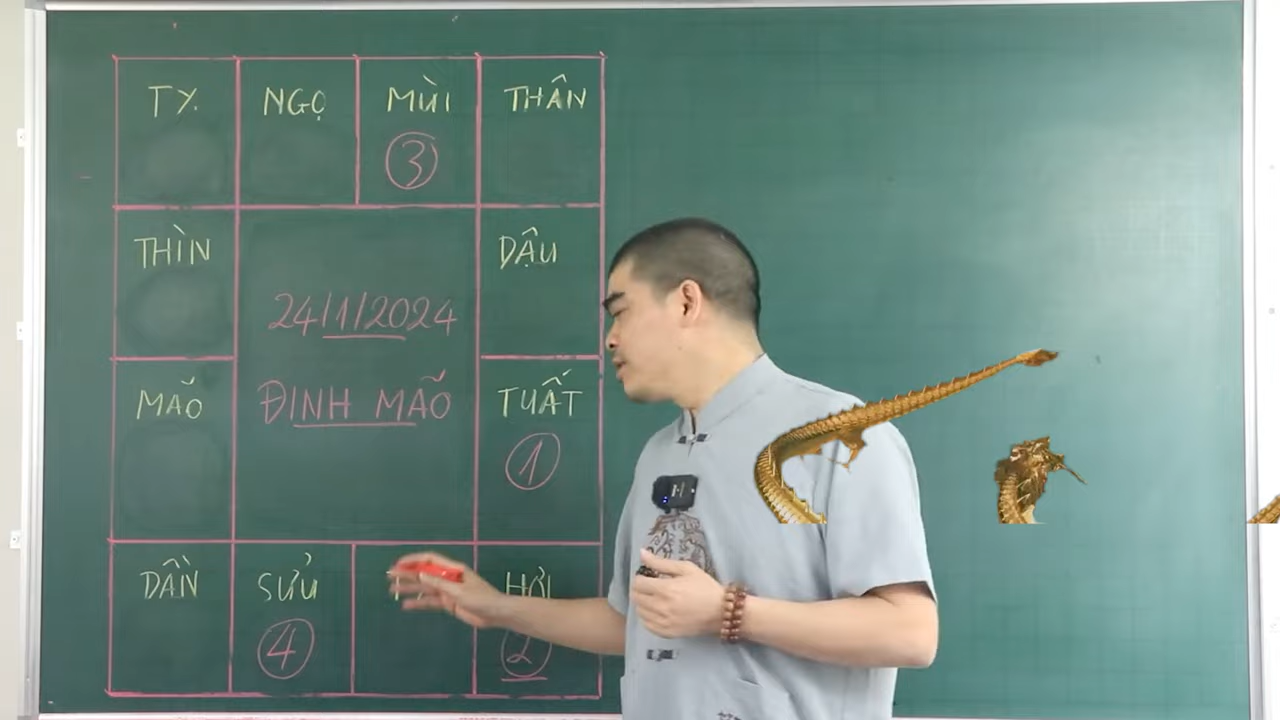 TỴ NGỌ MÙI THÂN
3
THÌN DẬU
24/1/2024
MÃO ĐINH MÃO TUẤT
1
DẦN SỬU HỢI
4 2